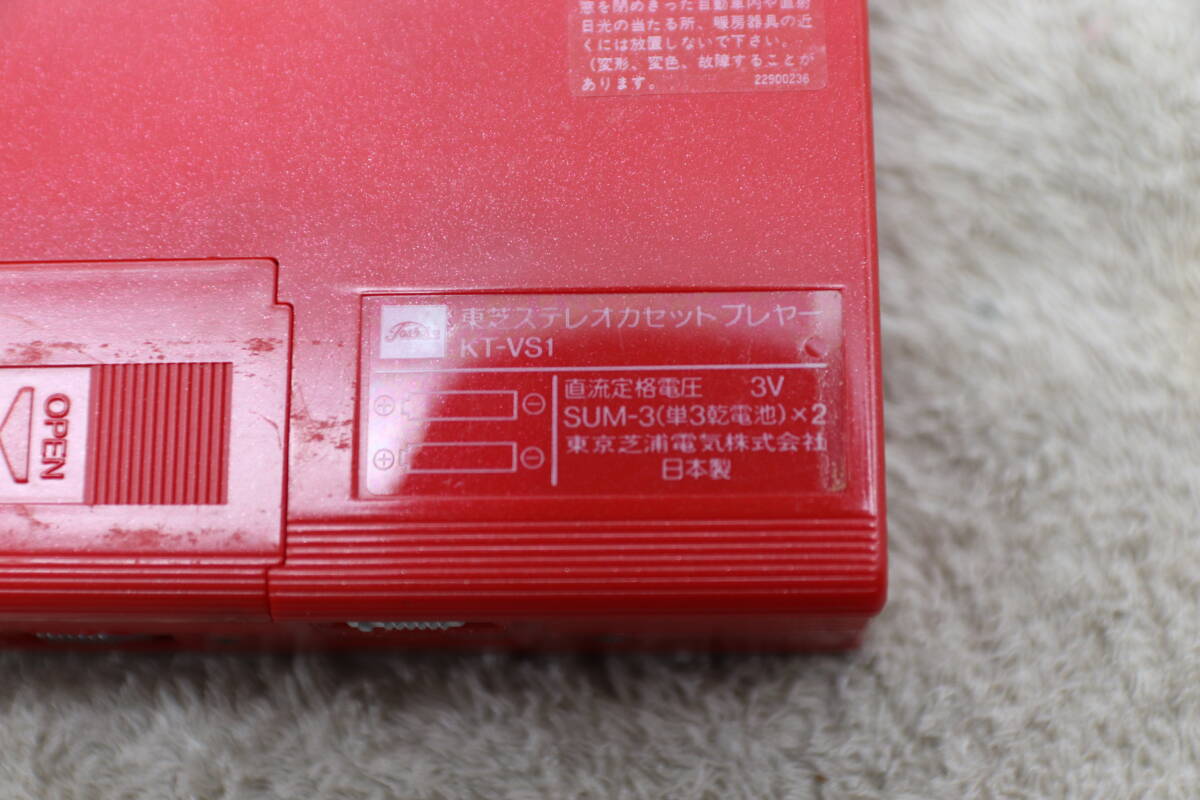 窓を閉めきった自動車内や直射
日光の当たる所、暖房器具の近
くには放置しないで下さい。
(変形、変色、故障することが
あります。 22900236
Toshiba 東芝ステレオカセットプレヤー
KT-VS1
直流定格電圧 3V
⊕ ⊖ SUM-3(単3乾電池)×2
⊕ ⊖ 東京芝浦電気株式会社
日本製
OPEN